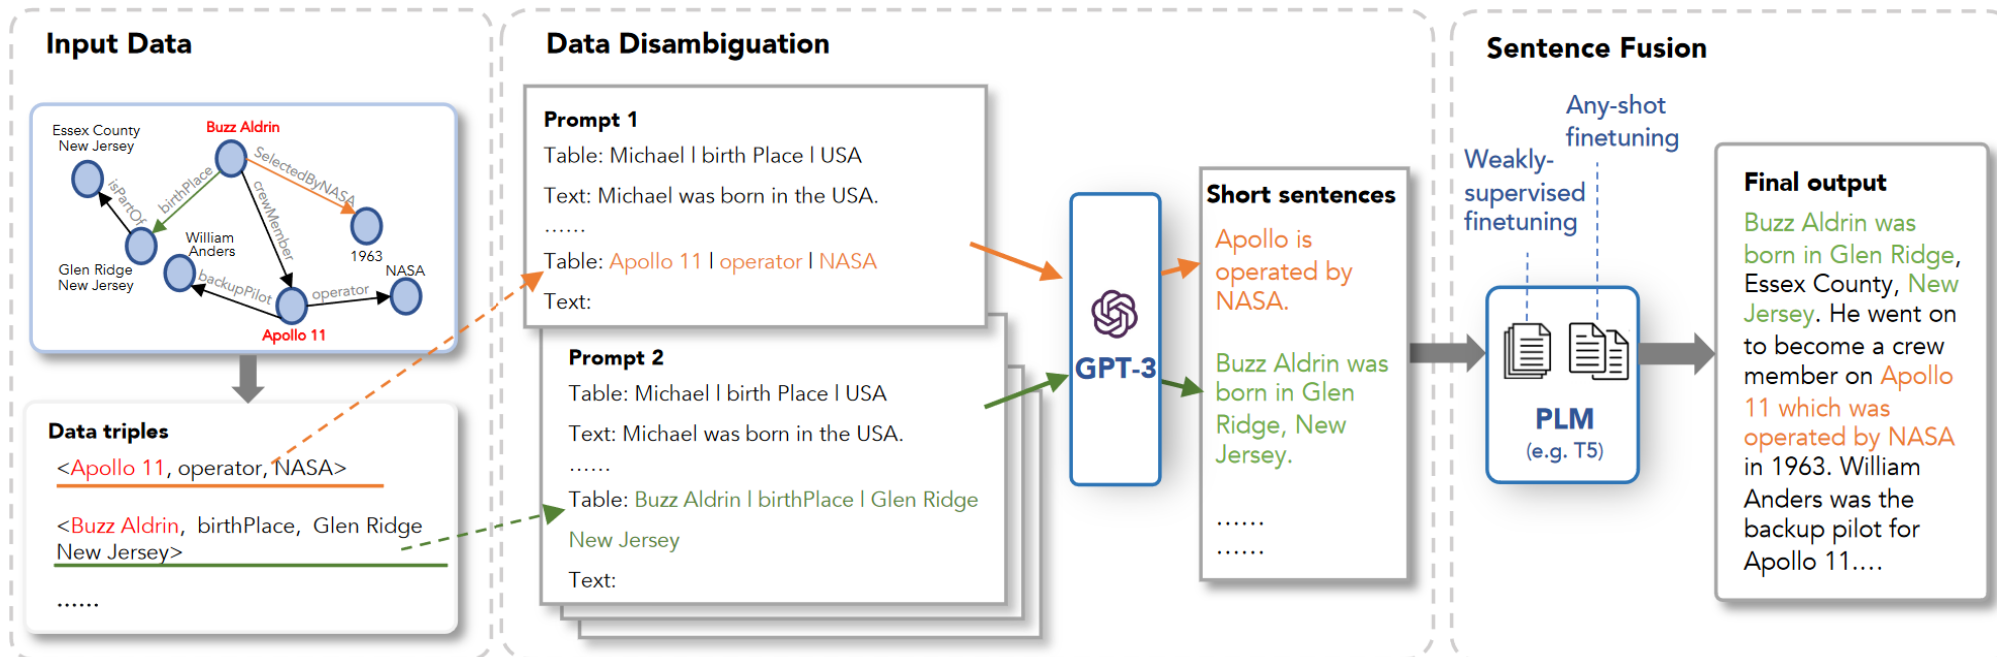 Input Data
Essex County
New Jersey
Buzz Aldrin
SelectedByNASA
birthPlace
isPartOf
crewMember
William
Anders
1963
Glen Ridge
New Jersey
NASA
backupPilot
operator
Apollo 11
Data triples
<Apollo 11, operator, NASA>
<Buzz Aldrin, birthPlace, Glen Ridge
New Jersey>
......
Data Disambiguation
Prompt 1
Table: Michael | birth Place | USA
Text: Michael was born in the USA.
......
Table: Apollo 11 | operator | NASA
Text:
Prompt 2
Table: Michael | birth Place | USA
Text: Michael was born in the USA.
......
Table: Buzz Aldrin | birthPlace | Glen Ridge
New Jersey
Text:
GPT-3
Short sentences
Apollo is
operated by
NASA.
Buzz Aldrin was
born in Glen
Ridge, New
Jersey.
......
......
Sentence Fusion
Any-shot
finetuning
Weakly-
supervised
finetuning
PLM
(e.g. T5)
Final output
Buzz Aldrin was
born in Glen Ridge,
Essex County, New
Jersey. He went on
to become a crew
member on Apollo
11 which was
operated by NASA
in 1963. William
Anders was the
backup pilot for
Apollo 11....